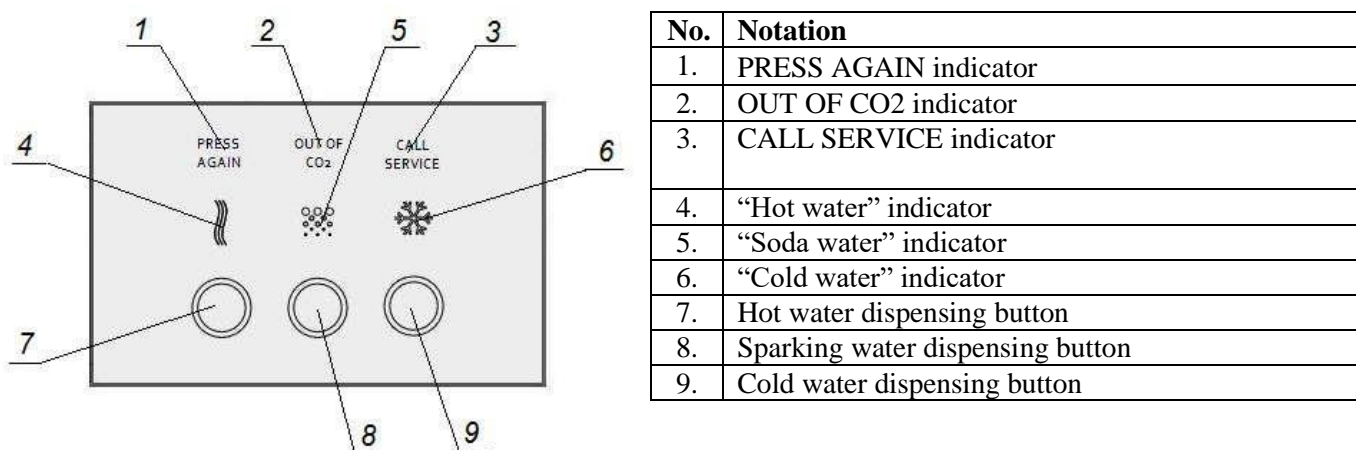 1 2 5 3
4
6
PRESS
AGAIN
OUT OF
CO2
CALL
SERVICE
7
8 9
No. Notation
1. PRESS AGAIN indicator
2. OUT OF CO2 indicator
3. CALL SERVICE indicator
4. “Hot water” indicator
5. “Soda water” indicator
6. “Cold water” indicator
7. Hot water dispensing button
8. Sparking water dispensing button
9. Cold water dispensing button